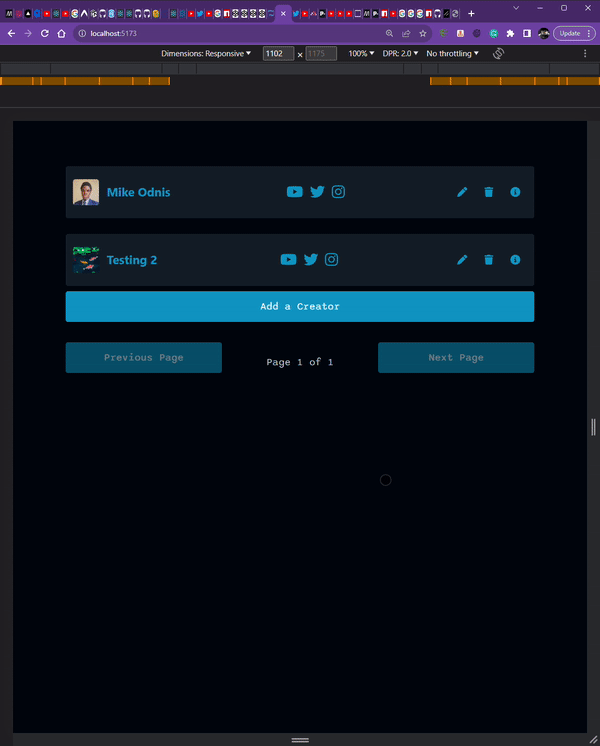 localhost:5173
Update
Dimensions: Responsive 1102 × 1175 100% DPR: 2.0 No throttling
Mike Odnis
Testing 2
Add a Creator
Previous Page
Page 1 of 1
Next Page